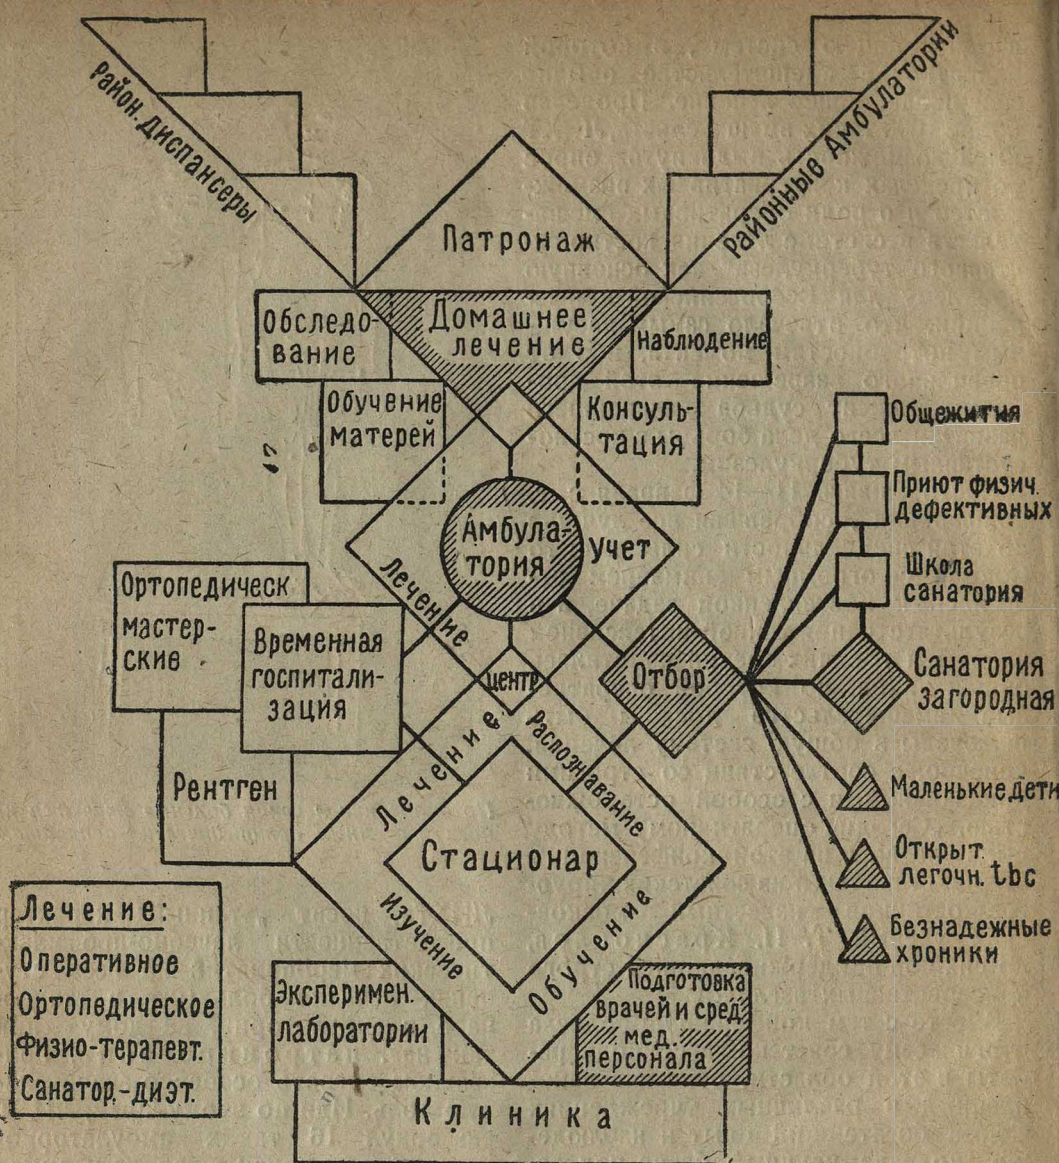 Район. диспансеры
Районные Амбулатории
Патронаж
Обследо-
вание
Домашнее
лечение
Наблюдение
Обучение
матерей
Консуль-
тация
Общежития
Приют физич.
дефективных
Школа
санатория
Санатория
загородная
Амбула-
тория
Учет
Лечение
Ортопедическ
мастер-
ские
Временная
госпитали-
зация
Центр
Отбор
Рентген
Лечение
Распознавание
Стационар
Изучение
Обучение
Маленькие дети
Открыт.
легочн. tbc
Безнадежные
хроники
Лечение:
Оперативное
Ортопедическое
Физио-терапевт.
Санатор.-диэт.
Эксперимен.
лаборатории
Подготовка
врачей и сред
мед.
персонала
Клиника